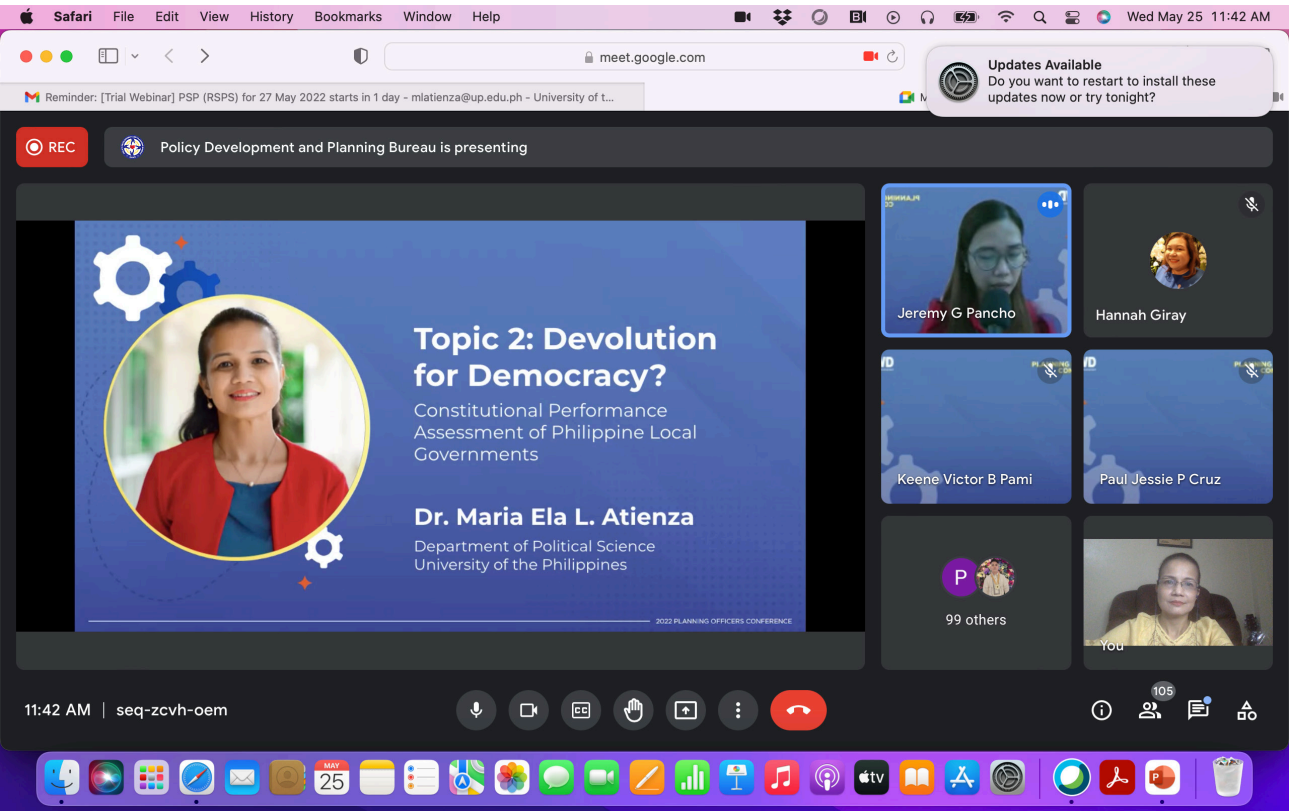 Safari File Edit View History Bookmarks Window Help Wed May 25 11:42 AM
meet.google.com
Updates Available
Do you want to restart to install these
updates now or try tonight?
Reminder: [Trial Webinar] PSP (RSPS) for 27 May 2022 starts in 1 day - mlatienza@up.edu.ph - University of t...
REC
Policy Development and Planning Bureau is presenting
Topic 2: Devolution
for Democracy?
Constitutional Performance
Assessment of Philippine Local
Governments
Dr. Maria Ela L. Atienza
Department of Political Science
University of the Philippines
2022 PLANNING OFFICERS CONFERENCE
Jeremy G Pancho
Hannah Giray
Keene Victor B Pami
Paul Jessie P Cruz
P
99 others
You
11:42 AM | seq-zcvh-oem
CC
105
MAY
25
tv